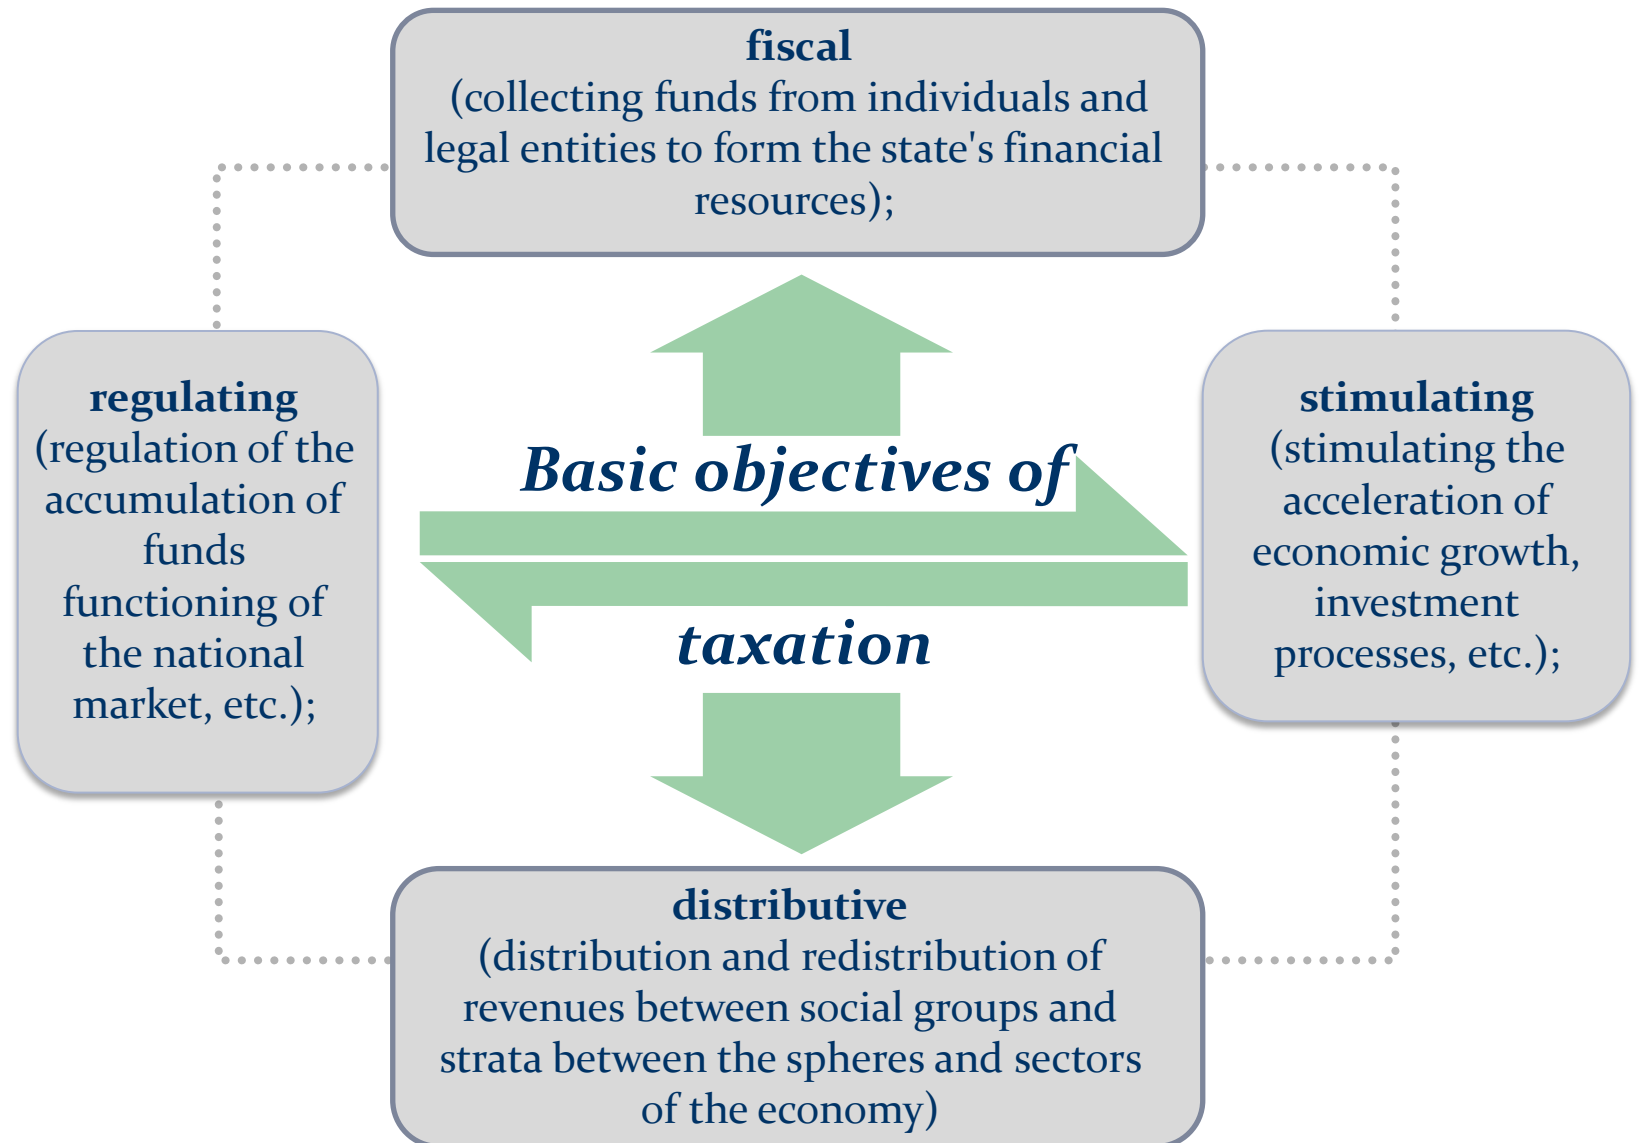 fiscal
(collecting funds from individuals and
legal entities to form the state's financial
resources);
regulating
(regulation of the
accumulation of
funds
functioning of
the national
market, etc.);
Basic objectives of
taxation
stimulating
(stimulating the
acceleration of
economic growth,
investment
processes, etc.);
distributive
(distribution and redistribution of
revenues between social groups and
strata between the spheres and sectors
of the economy)